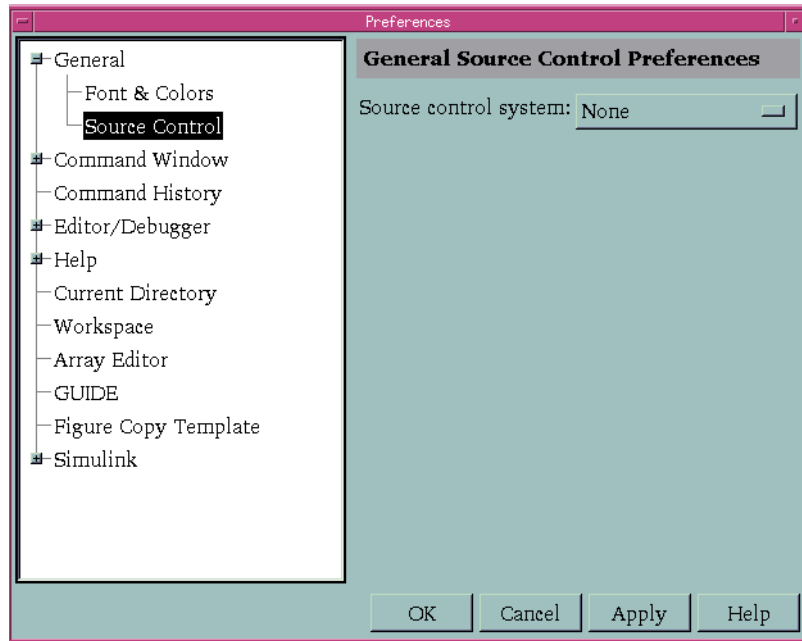 Preferences
General
Font & Colors
Source Control
Command Window
Command History
Editor/Debugger
Help
Current Directory
Workspace
Array Editor
GUIDE
Figure Copy Template
Simulink
General Source Control Preferences
Source control system: None
OK Cancel Apply Help